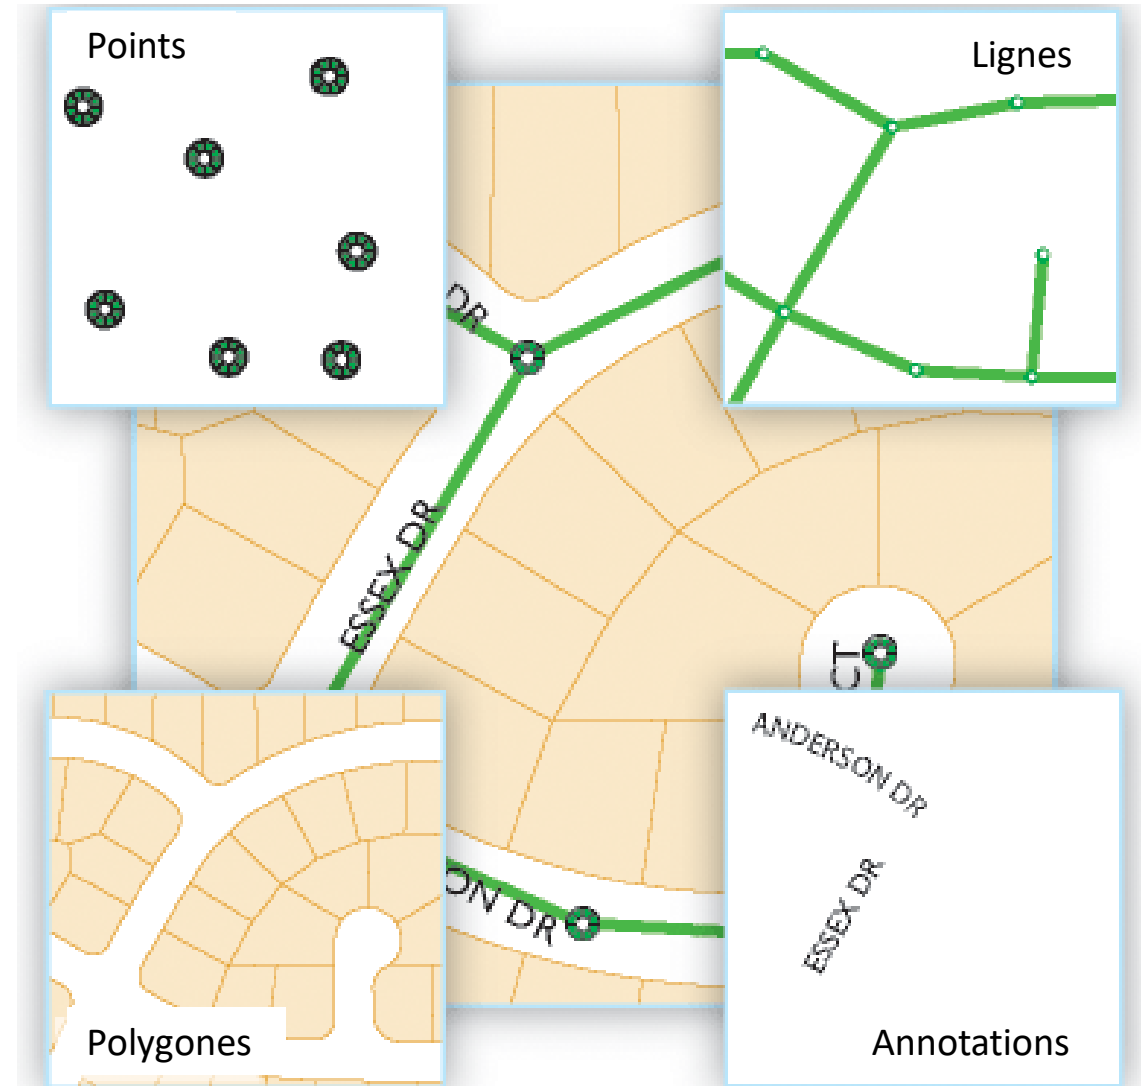 Points
Lignes
DR
ESSEX DR
CT
ON DR
Polygones
ANDERSON DR
ESSEX DR
Annotations